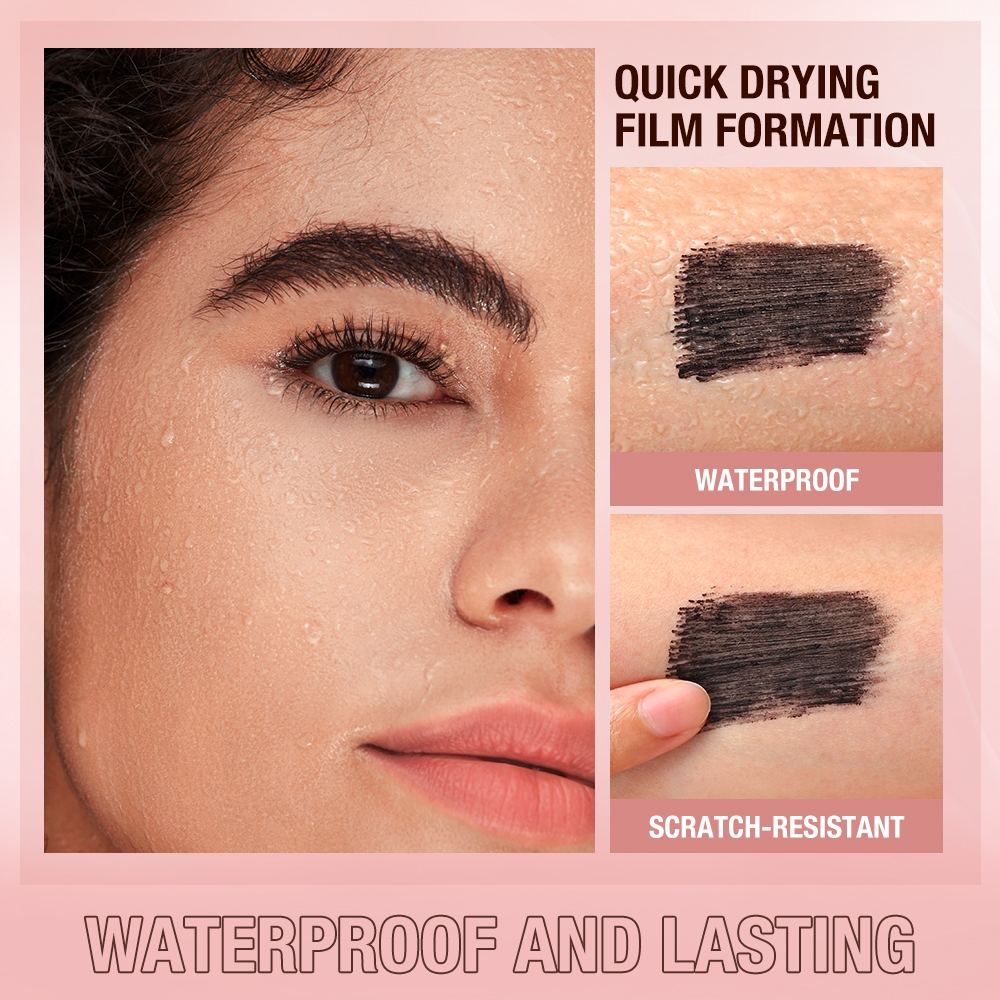 QUICK DRYING
FILM FORMATION
WATERPROOF
SCRATCH-RESISTANT
WATERPROOF AND LASTING